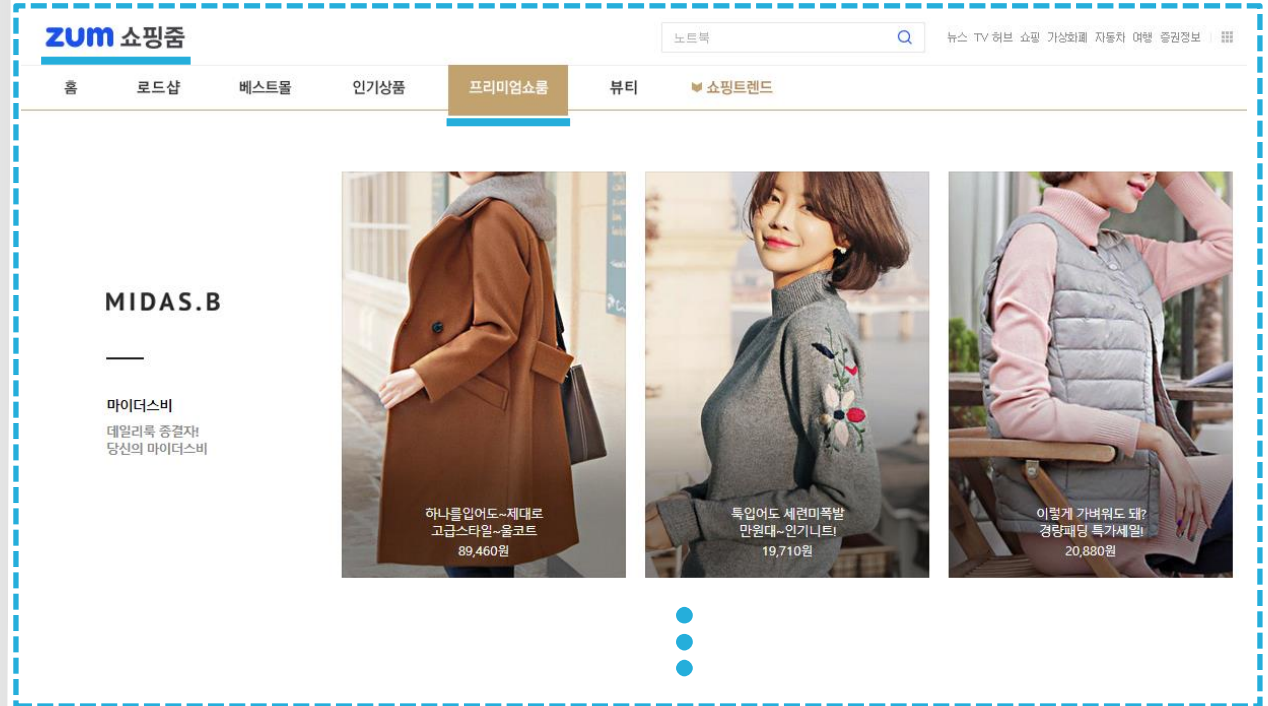 zum 쇼핑줌
노트북
뉴스 TV 허브 쇼핑 가상화폐 자동차 여행 증권정보
홈 로드샵 베스트몰 인기상품 프리미엄쇼룸 뷰티 쇼핑트렌드
MIDAS.B
마이더스비
데일리룩 종결자!
당신의 마이더스비
하나를입어도~제대로
고급스타일~울코트
89,460원
툭입어도 세련미폭발
만원대~인기니트!
19,710원
이렇게 가벼워도 돼?
경량패딩 특가세일!
20,880원